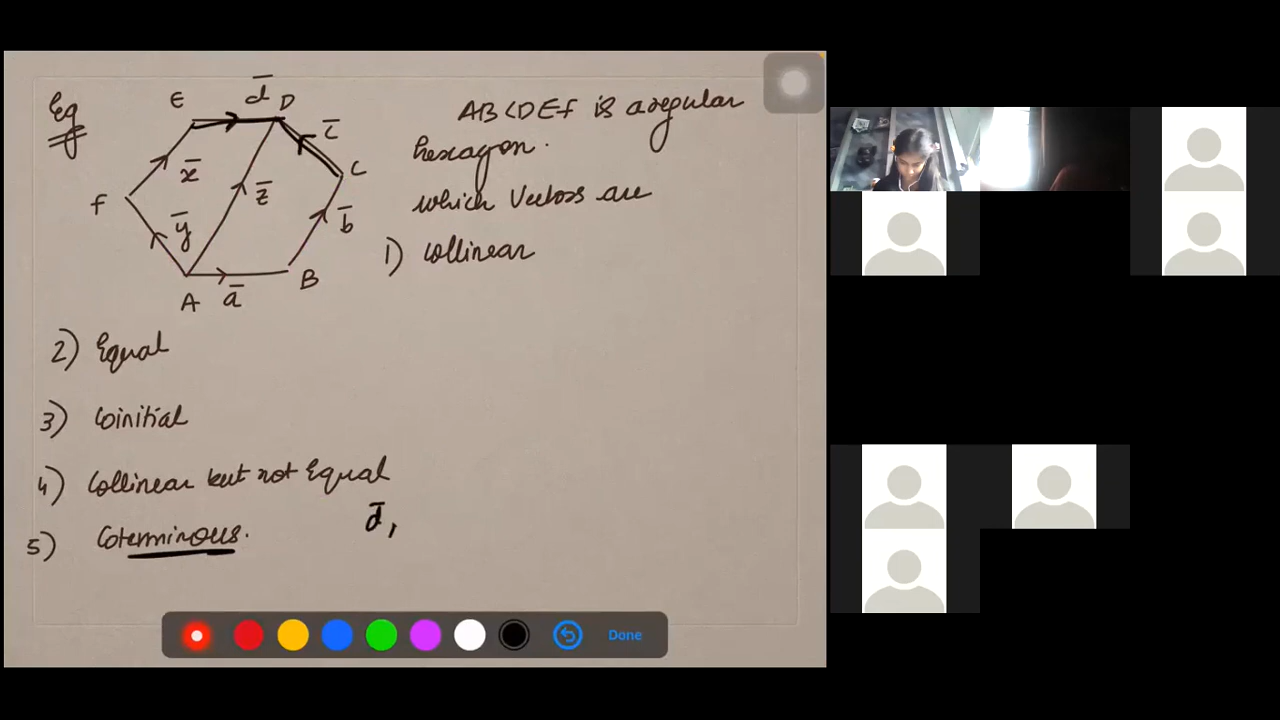 Eg
E d̅ D
c̅
C
x̅
F
z̅
b̅
y̅
A a̅ B
ABCDEF is a regular
hexagon.
which Vectors are
1) Collinear
2) Equal
3) Coinitial
4) Collinear but not Equal
5) Coterminous. d̅,
Done